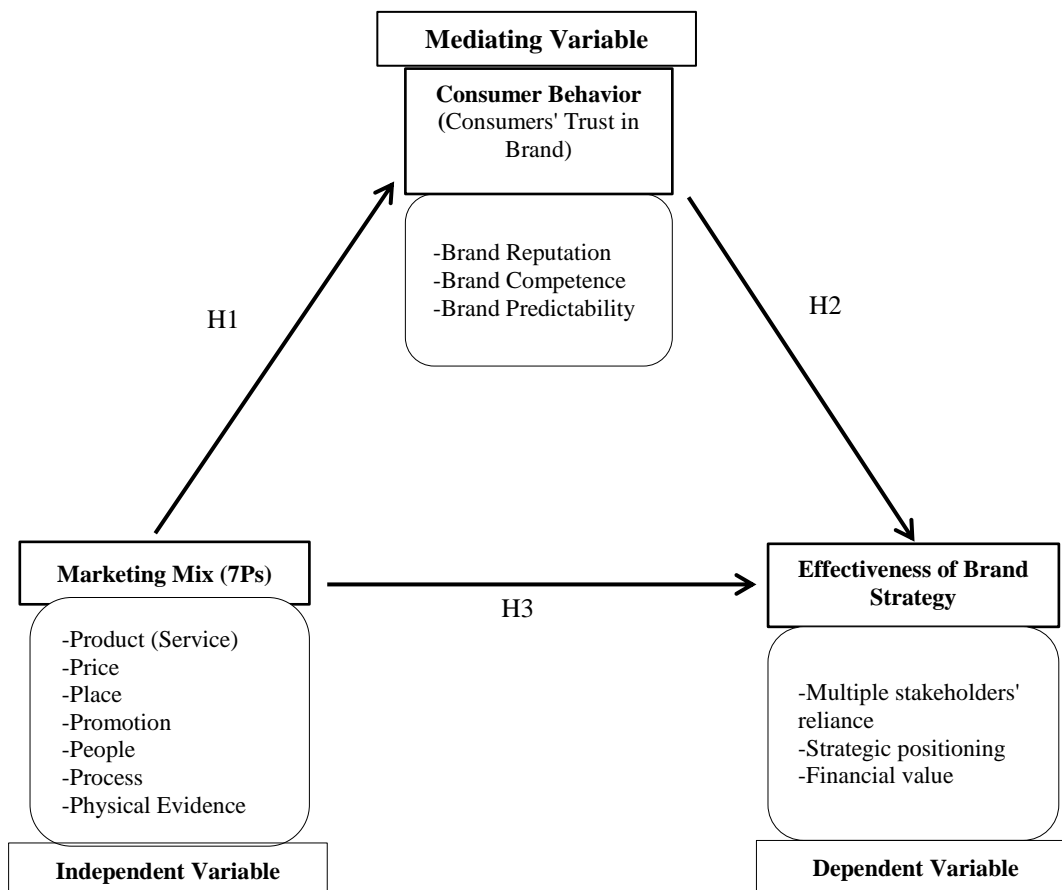 Mediating Variable
Consumer Behavior
(Consumers' Trust in
Brand)
-Brand Reputation
-Brand Competence
-Brand Predictability
H1
H2
Marketing Mix (7Ps)
H3
Effectiveness of Brand
Strategy
-Product (Service)
-Price
-Place
-Promotion
-People
-Process
-Physical Evidence
-Multiple stakeholders'
reliance
-Strategic positioning
-Financial value
Independent Variable
Dependent Variable